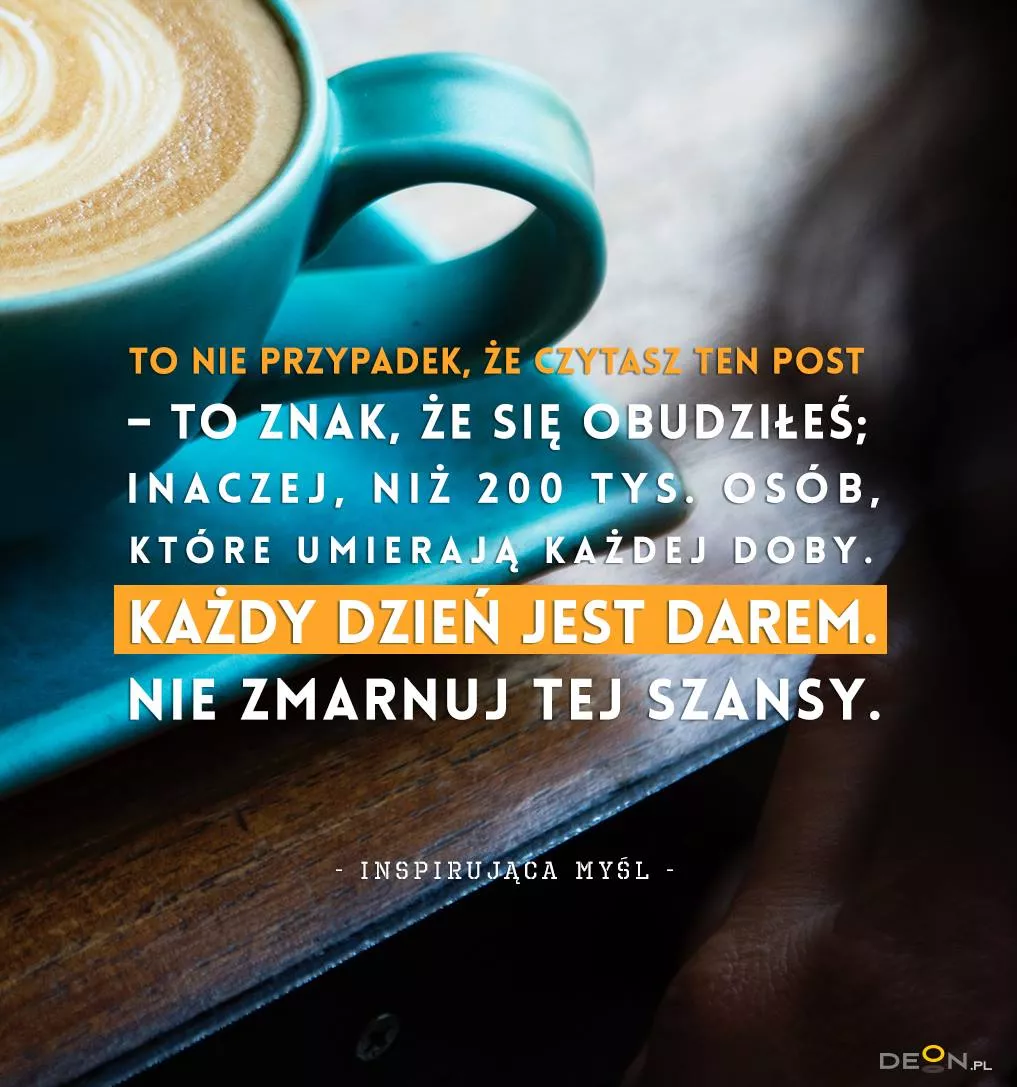 TO NIE PRZYPADEK, ŻE CZYTASZ TEN POST
– TO ZNAK, ŻE SIĘ OBUDZIŁEŚ;
INACZEJ, NIŻ 200 TYS. OSÓB,
KTÓRE UMIERAJĄ KAŻDEJ DOBY.
KAŻDY DZIEŃ JEST DAREM.
NIE ZMARNUJ TEJ SZANSY.
- INSPIRUJĄCA MYŚL -
DEON.PL